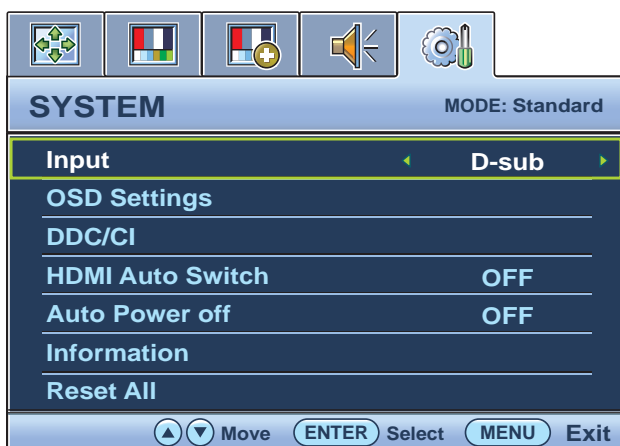 SYSTEM MODE: Standard
Input D-sub
OSD Settings
DDC/CI
HDMI Auto Switch OFF
Auto Power off OFF
Information
Reset All
Move ENTER Select MENU Exit